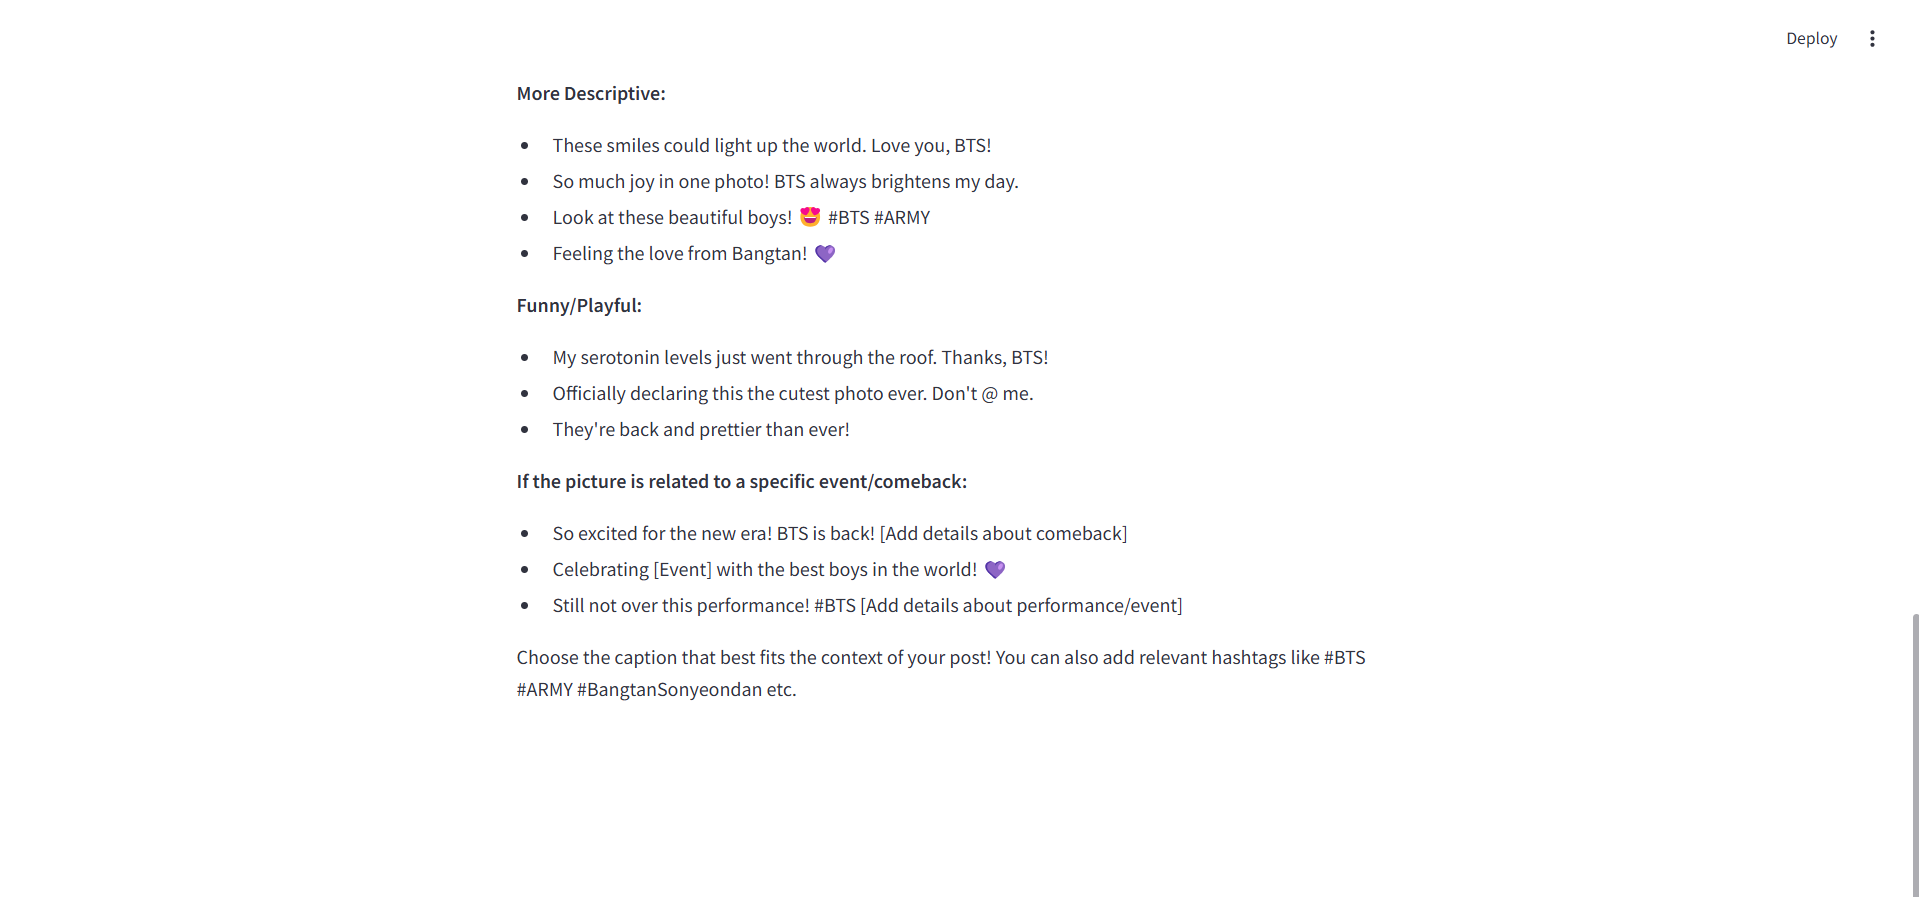 Deploy
More Descriptive:
• These smiles could light up the world. Love you, BTS!
• So much joy in one photo! BTS always brightens my day.
• Look at these beautiful boys! 😍 #BTS #ARMY
• Feeling the love from Bangtan! 💜
Funny/Playful:
• My serotonin levels just went through the roof. Thanks, BTS!
• Officially declaring this the cutest photo ever. Don't @ me.
• They're back and prettier than ever!
If the picture is related to a specific event/comeback:
• So excited for the new era! BTS is back! [Add details about comeback]
• Celebrating [Event] with the best boys in the world! 💜
• Still not over this performance! #BTS [Add details about performance/event]
Choose the caption that best fits the context of your post! You can also add relevant hashtags like #BTS
#ARMY #BangtanSonyeondan etc.